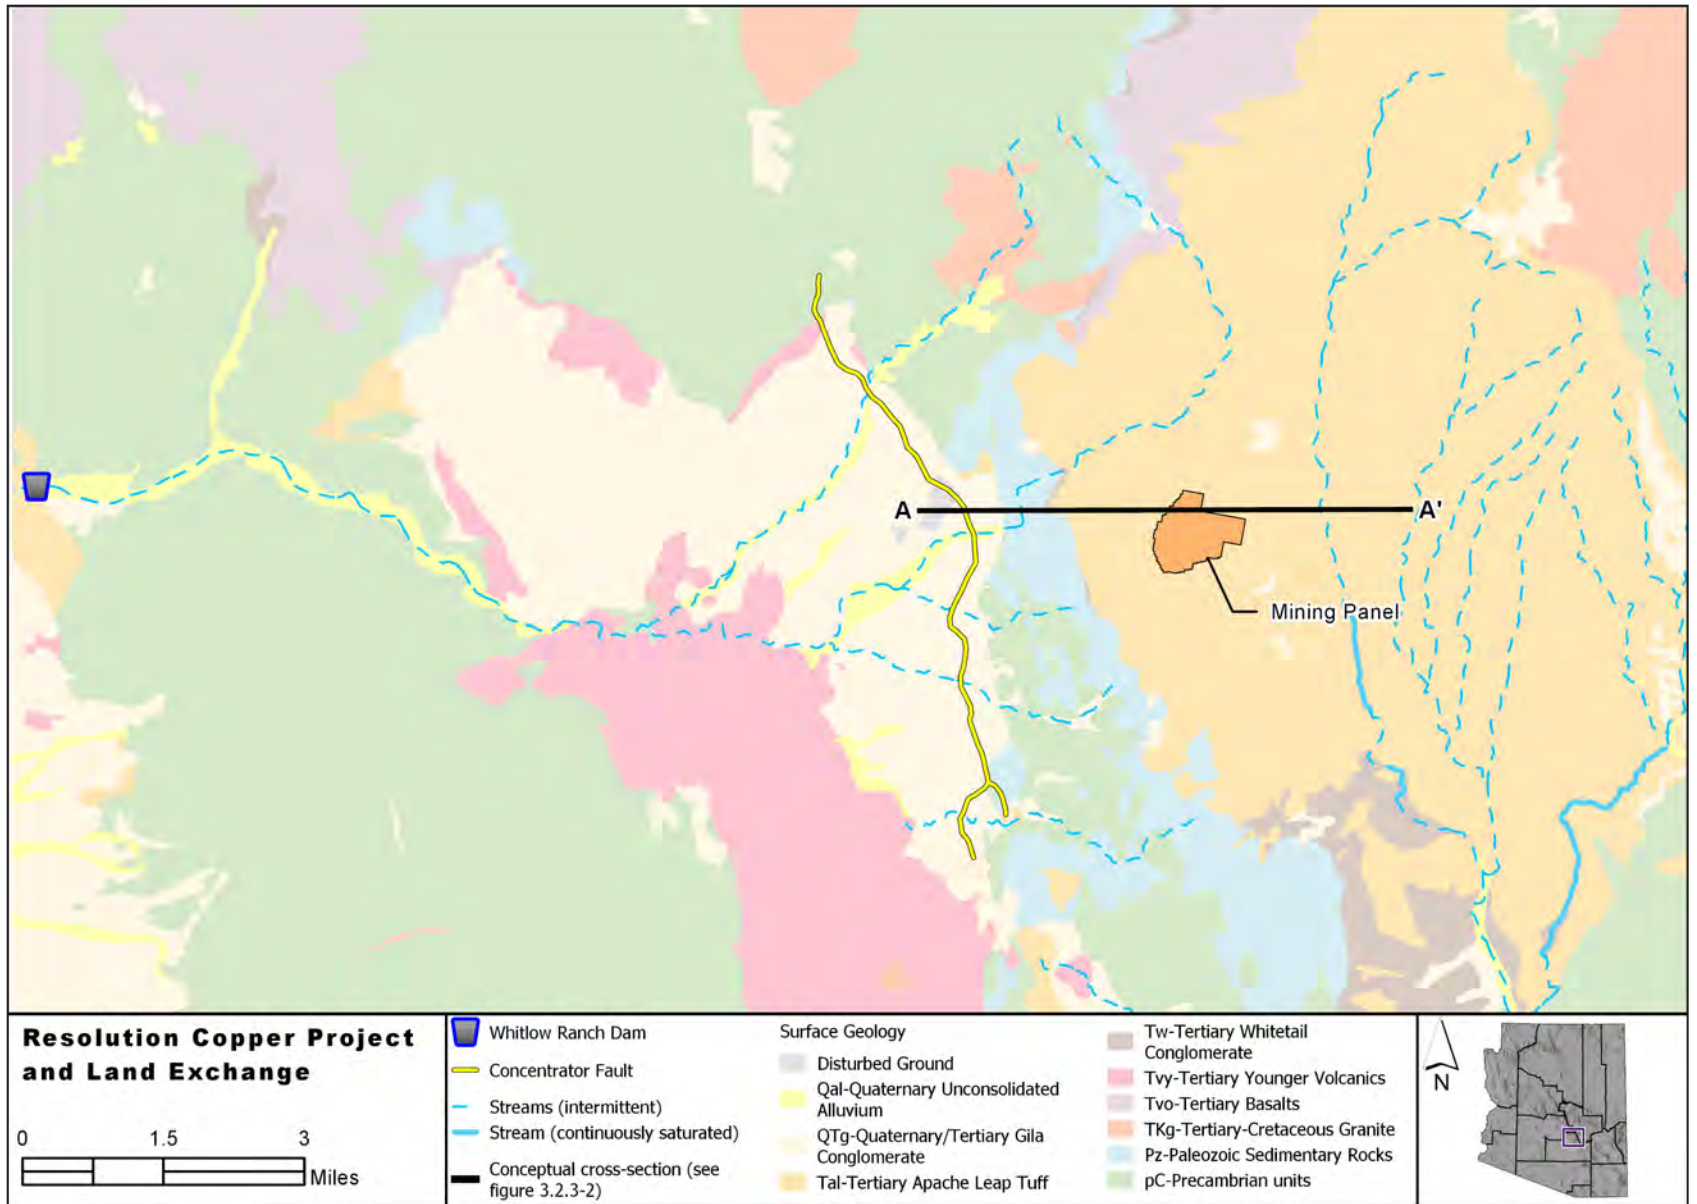 A
A'
Mining Panel
Resolution Copper Project
and Land Exchange
0
1.5
3
Miles
Whitlow Ranch Dam
Concentrator Fault
Streams (intermittent)
Stream (continuously saturated)
Conceptual cross-section (see
figure 3.2.3-2)
Surface Geology
Disturbed Ground
Qal-Quaternary Unconsolidated
Alluvium
QTg-Quaternary/Tertiary Gila
Conglomerate
Tal-Tertiary Apache Leap Tuff
Tw-Tertiary Whitetail
Conglomerate
Tvy-Tertiary Younger Volcanics
Tvo-Tertiary Basalts
TKg-Tertiary-Cretaceous Granite
Pz-Paleozoic Sedimentary Rocks
pC-Precambrian units
N